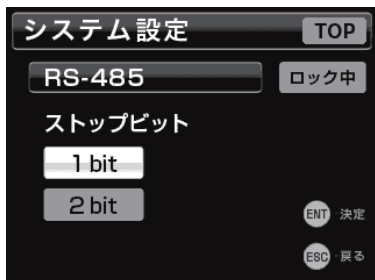 システム設定 TOP
RS-485 ロック中
ストップビット
1 bit
2 bit
ENT - 決定
ESC - 戻る